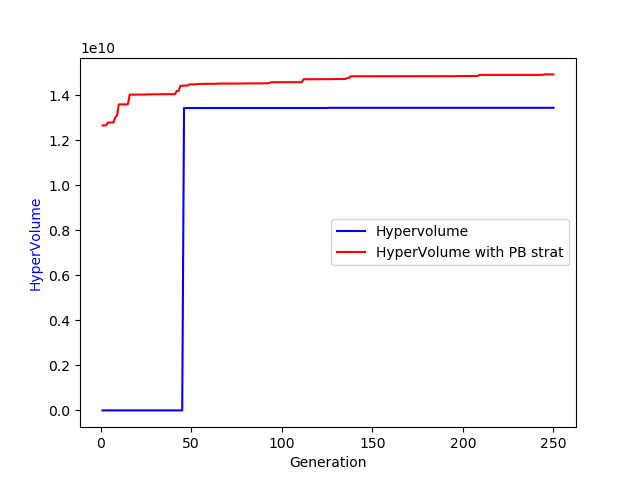 1e10
1.4
1.2
1.0
0.8
0.6
0.4
0.2
0.0
HyperVolume
Hypervolume
HyperVolume with PB strat
0 50 100 150 200 250
Generation